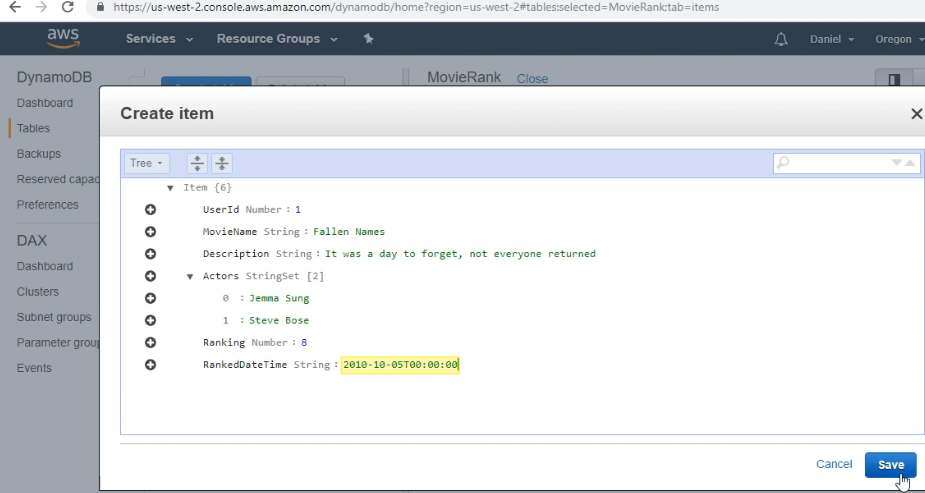 https://us-west-2.console.aws.amazon.com/dynamodb/home?region=us-west-2#tables:selected=MovieRank;tab=items
aws Services Resource Groups Daniel Oregon
DynamoDB
Dashboard
Tables
Backups
Reserved capac
Preferences
DAX
Dashboard
Clusters
Subnet groups
Parameter group
Events
MovieRank Close
Create item
Tree
Item {6}
UserId Number : 1
MovieName String : Fallen Names
Description String : It was a day to forget, not everyone returned
Actors StringSet [2]
0 : Jemma Sung
1 : Steve Bose
Ranking Number : 8
RankedDateTime String : 2010-10-05T00:00:00
Cancel Save